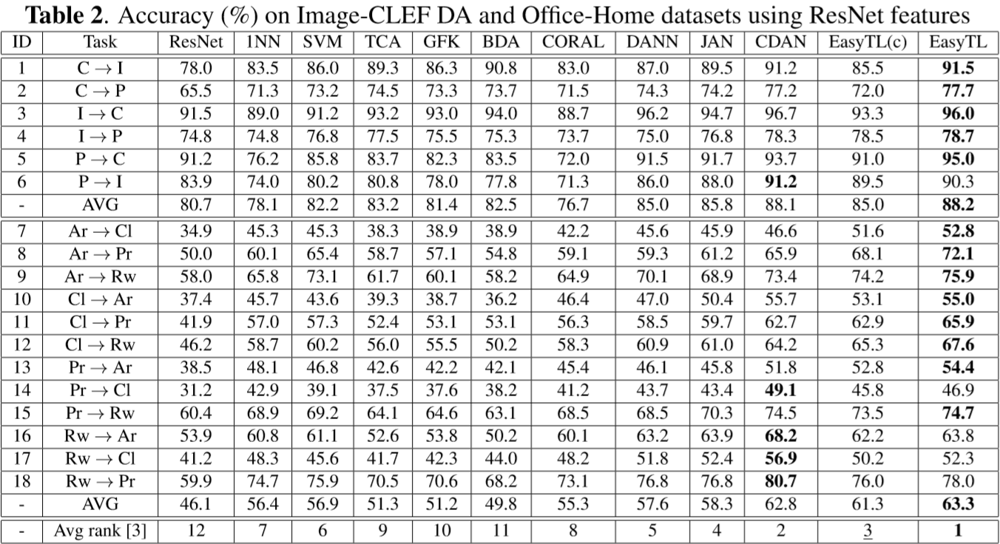 Table 2. Accuracy (%) on Image-CLEF DA and Office-Home datasets using ResNet features
ID Task ResNet 1NN SVM TCA GFK BDA CORAL DANN JAN CDAN EasyTL(c) EasyTL
1 C → I 78.0 83.5 86.0 89.3 86.3 90.8 83.0 87.0 89.5 91.2 85.5 91.5
2 C → P 65.5 71.3 73.2 74.5 73.3 73.7 71.5 74.3 74.2 77.2 72.0 77.7
3 I → C 91.5 89.0 91.2 93.2 93.0 94.0 88.7 96.2 94.7 96.7 93.3 96.0
4 I → P 74.8 74.8 76.8 77.5 75.5 75.3 73.7 75.0 76.8 78.3 78.5 78.7
5 P → C 91.2 76.2 85.8 83.7 82.3 83.5 72.0 91.5 91.7 93.7 91.0 95.0
6 P → I 83.9 74.0 80.2 80.8 78.0 77.8 71.3 86.0 88.0 91.2 89.5 90.3
- AVG 80.7 78.1 82.2 83.2 81.4 82.5 76.7 85.0 85.8 88.1 85.0 88.2
7 Ar → Cl 34.9 45.3 45.3 38.3 38.9 38.9 42.2 45.6 45.9 46.6 51.6 52.8
8 Ar → Pr 50.0 60.1 65.4 58.7 57.1 54.8 59.1 59.3 61.2 65.9 68.1 72.1
9 Ar → Rw 58.0 65.8 73.1 61.7 60.1 58.2 64.9 70.1 68.9 73.4 74.2 75.9
10 Cl → Ar 37.4 45.7 43.6 39.3 38.7 36.2 46.4 47.0 50.4 55.7 53.1 55.0
11 Cl → Pr 41.9 57.0 57.3 52.4 53.1 53.1 56.3 58.5 59.7 62.7 62.9 65.9
12 Cl → Rw 46.2 58.7 60.2 56.0 55.5 50.2 58.3 60.9 61.0 64.2 65.3 67.6
13 Pr → Ar 38.5 48.1 46.8 42.6 42.2 42.1 45.4 46.1 45.8 51.8 52.8 54.4
14 Pr → Cl 31.2 42.9 39.1 37.5 37.6 38.2 41.2 43.7 43.4 49.1 45.8 46.9
15 Pr → Rw 60.4 68.9 69.2 64.1 64.6 63.1 68.5 68.5 70.3 74.5 73.5 74.7
16 Rw → Ar 53.9 60.8 61.1 52.6 53.8 50.2 60.1 63.2 63.9 68.2 62.2 63.8
17 Rw → Cl 41.2 48.3 45.6 41.7 42.3 44.0 48.2 51.8 52.4 56.9 50.2 52.3
18 Rw → Pr 59.9 74.7 75.9 70.5 70.6 68.2 73.1 76.8 76.8 80.7 76.0 78.0
- AVG 46.1 56.4 56.9 51.3 51.2 49.8 55.3 57.6 58.3 62.8 61.3 63.3
- Avg rank [3] 12 7 6 9 10 11 8 5 4 2 3 1